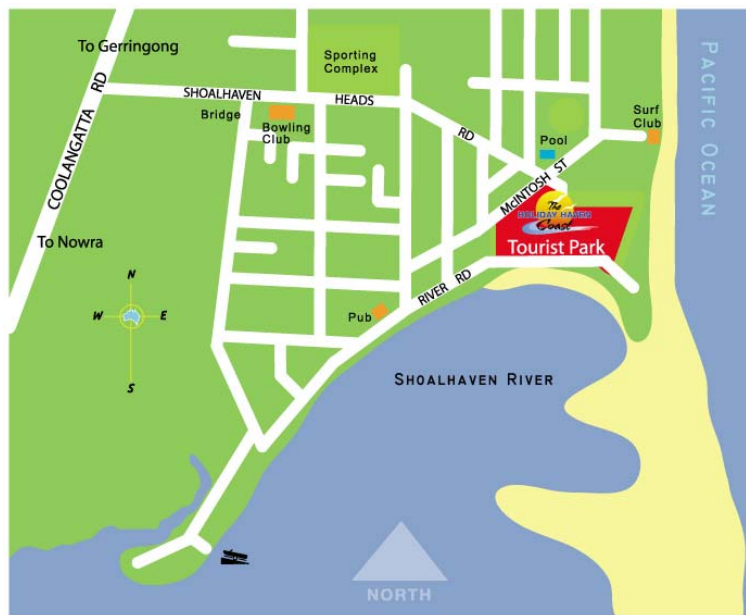 To Gerringong
Sporting
Complex
COOLANGATTA RD
SHOALHAVEN HEADS RD
Bridge
Bowling
Club
Surf
Club
PACIFIC OCEAN
Pool
McINTOSH ST
The
HOLIDAY HAVEN
Coast
Tourist Park
To Nowra
N
W E
S
RIVER RD
Pub
SHOALHAVEN RIVER
NORTH